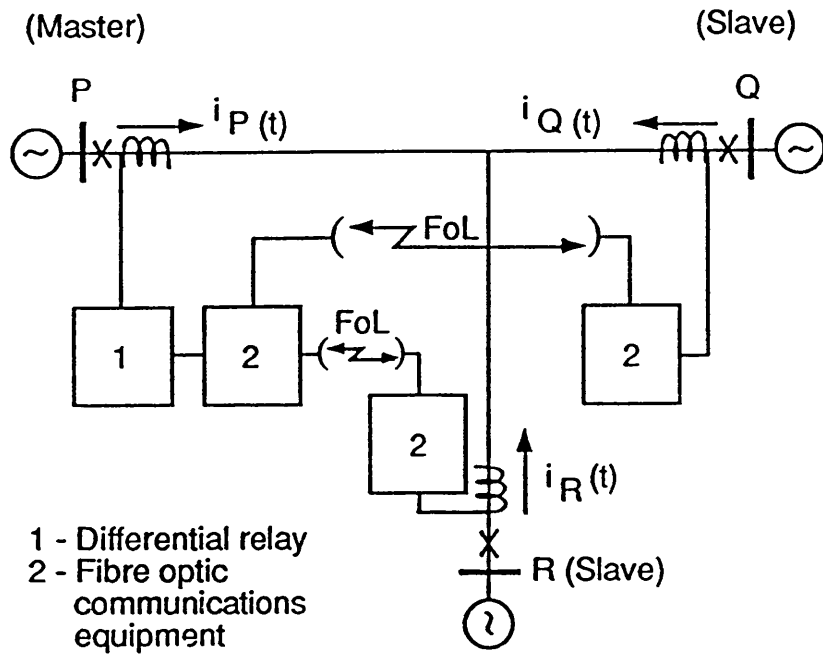 (Master)
(Slave)
P
Q
i P (t)
i Q (t)
~
~
FoL
FoL
1
2
2
2
i R (t)
1 - Differential relay
2 - Fibre optic
communications
equipment
R (Slave)
~